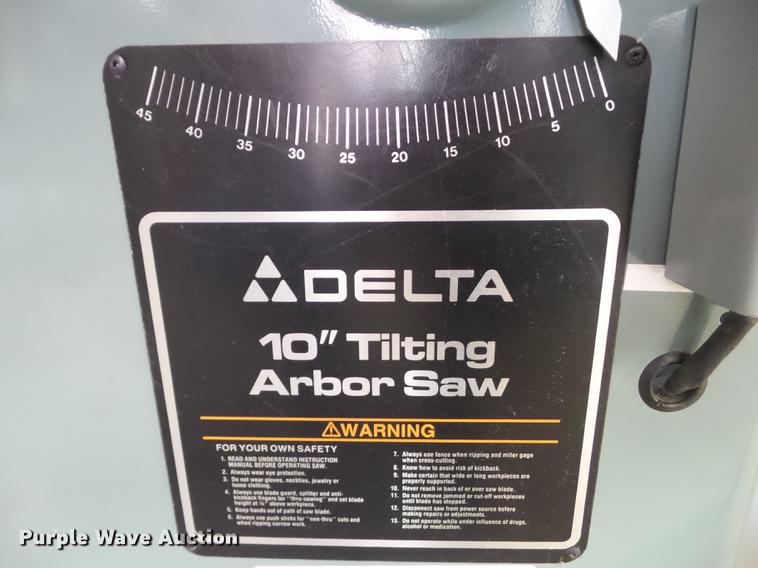 45 40 35 30 25 20 15 10 5 0
DELTA
10" Tilting
Arbor Saw
⚠WARNING
FOR YOUR OWN SAFETY
1. READ AND UNDERSTAND INSTRUCTION
MANUAL BEFORE OPERATING SAW.
2. Always wear eye protection.
3. Do not wear gloves, neckties, jewelry or
loose clothing.
4. Always use blade guard, splitter and anti-
kickback fingers for "thru-sawing" and set blade
height at ⅛" above workpiece.
5. Keep hands out of path of saw blade.
6. Always use push sticks for "non-thru" cuts and
when ripping narrow work.
7. Always use fence when ripping and miter gage
when cross-cutting.
8. Know how to avoid risk of kickback.
9. Make certain that wide or long workpieces are
properly supported.
10. Never reach in back of or over saw blade.
11. Do not remove jammed or cut-off workpieces
until blade has stopped.
12. Disconnect saw from power source before
making repairs or adjustments.
13. Do not operate while under influence of drugs,
alcohol or medication.
Purple Wave Auction